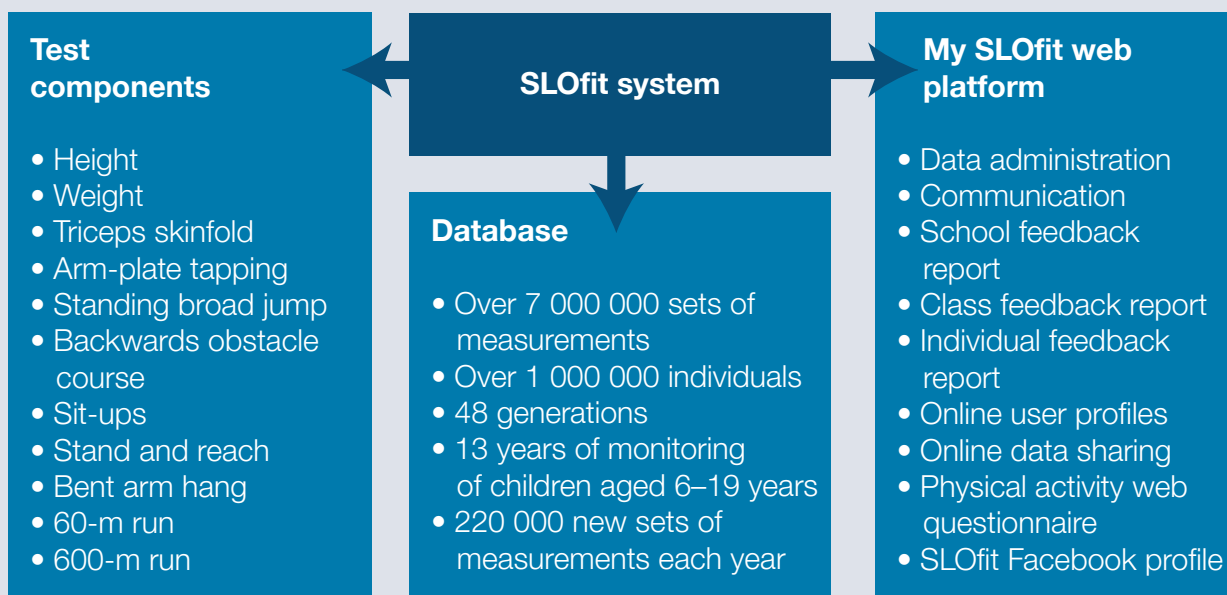 Test
components
• Height
• Weight
• Triceps skinfold
• Arm-plate tapping
• Standing broad jump
• Backwards obstacle
course
• Sit-ups
• Stand and reach
• Bent arm hang
• 60-m run
• 600-m run
SLOfit system
Database
• Over 7 000 000 sets of
measurements
• Over 1 000 000 individuals
• 48 generations
• 13 years of monitoring
of children aged 6–19 years
• 220 000 new sets of
measurements each year
My SLOfit web
platform
• Data administration
• Communication
• School feedback
report
• Class feedback report
• Individual feedback
report
• Online user profiles
• Online data sharing
• Physical activity web
questionnaire
• SLOfit Facebook profile